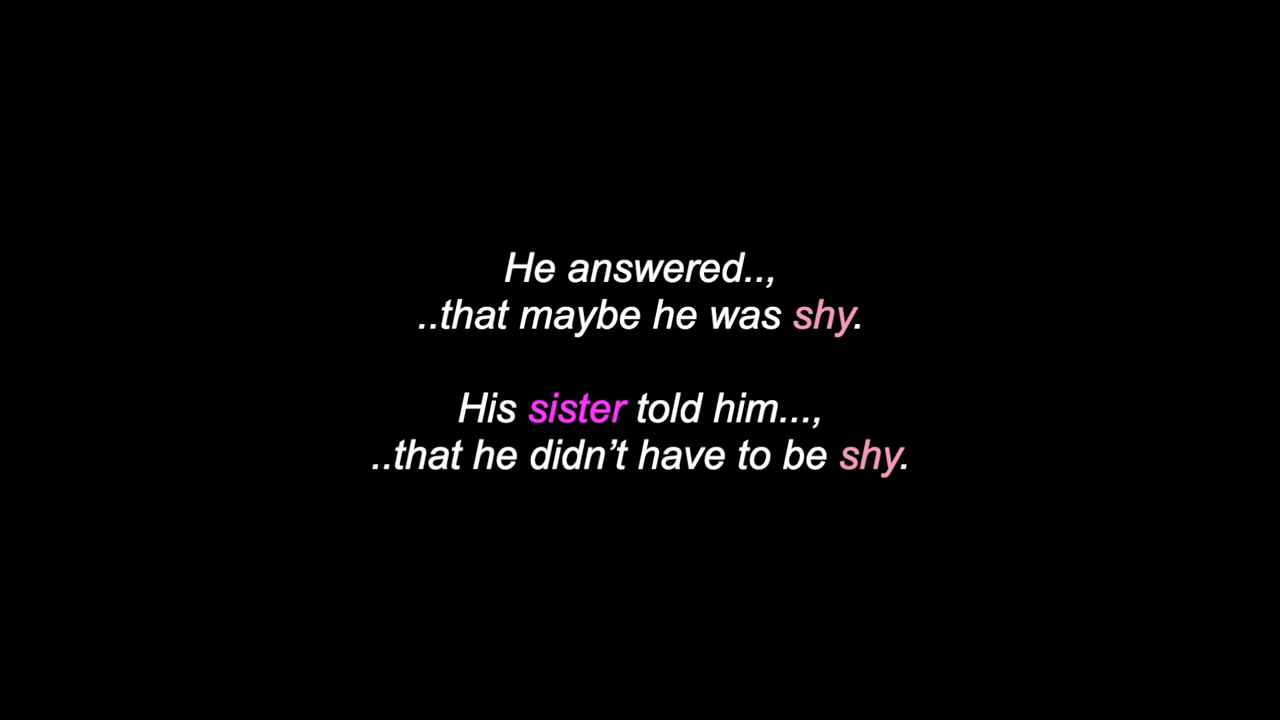 He answered..,
..that maybe he was shy.
His sister told him...,
..that he didn’t have to be shy.